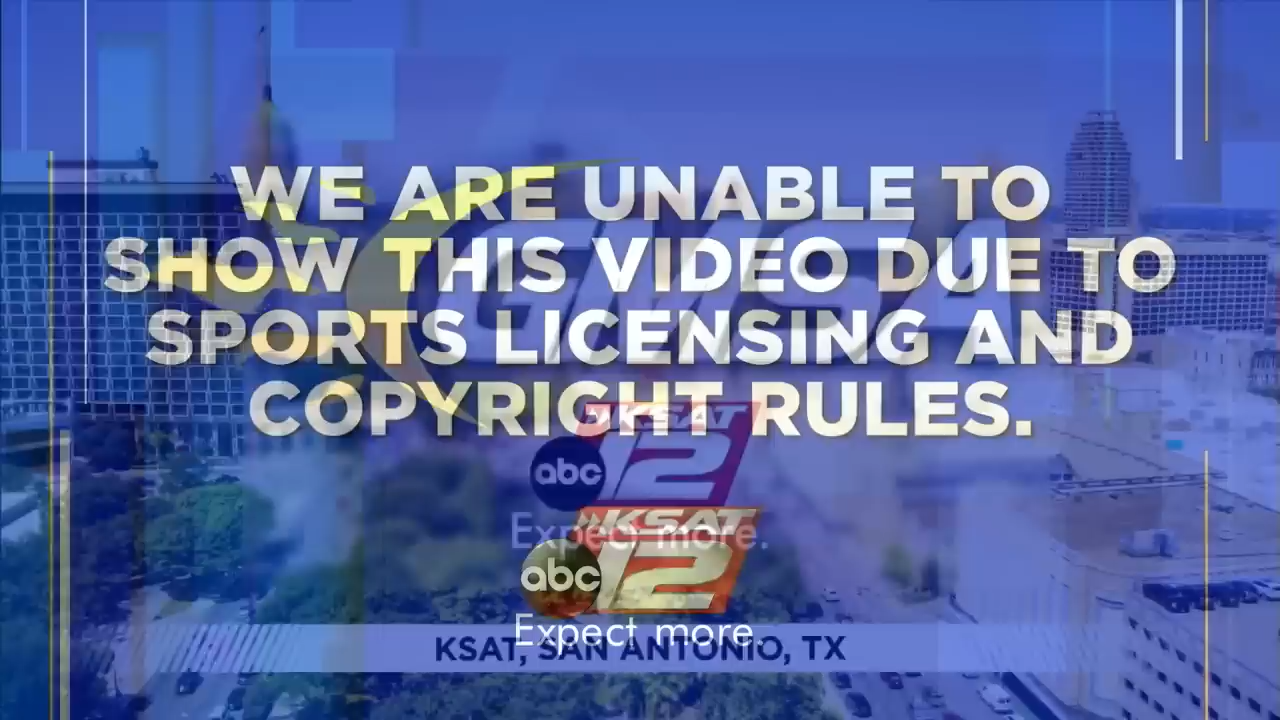 WE ARE UNABLE TO
SHOW THIS VIDEO DUE TO
GMSA
SPORTS LICENSING AND
COPYRIGHT RULES.
KSAT
abc 12
Expect more.
KSAT
abc 12
Expect more.
KSAT, SAN ANTONIO, TX